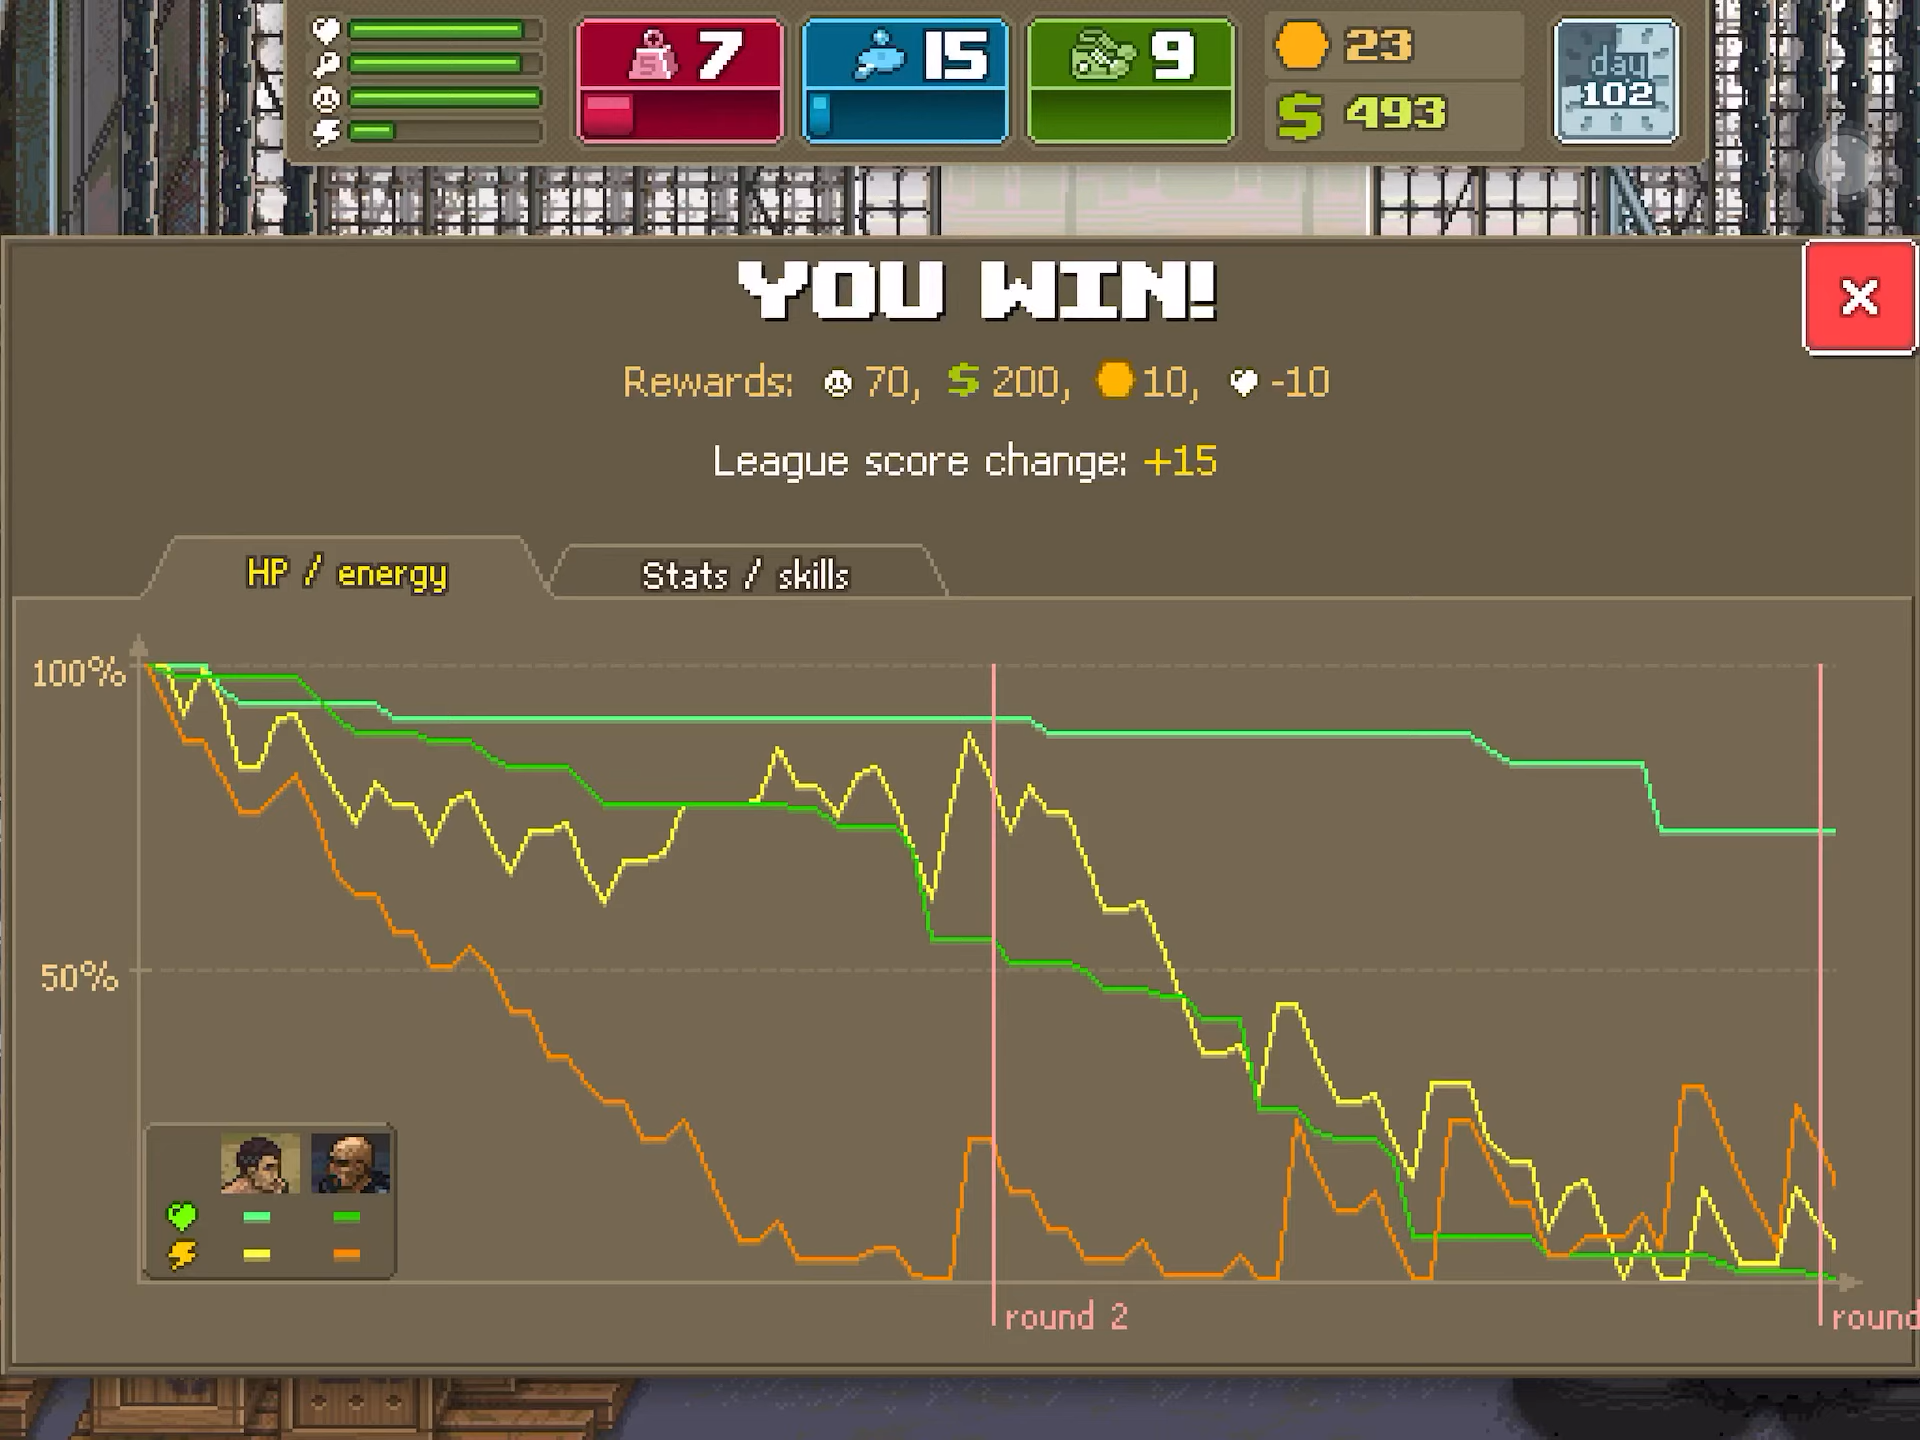 7
15
9
23
$ 493
day
102
YOU WIN!
X
Rewards: 70, $ 200, 10, -10
League score change: +15
HP / energy
Stats / skills
100%
50%
round 2
round